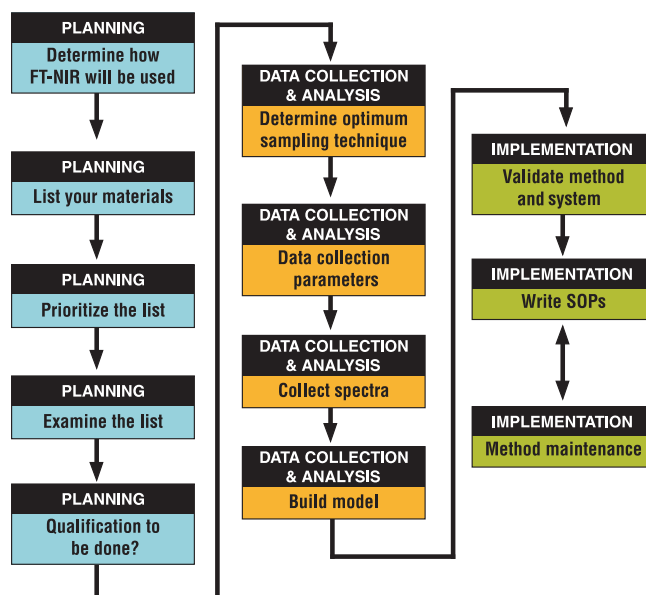 PLANNING
Determine how
FT-NIR will be used
PLANNING
List your materials
PLANNING
Prioritize the list
PLANNING
Examine the list
PLANNING
Qualification to
be done?
DATA COLLECTION
& ANALYSIS
Determine optimum
sampling technique
DATA COLLECTION
& ANALYSIS
Data collection
parameters
DATA COLLECTION
& ANALYSIS
Collect spectra
DATA COLLECTION
& ANALYSIS
Build model
IMPLEMENTATION
Validate method
and system
IMPLEMENTATION
Write SOPs
IMPLEMENTATION
Method maintenance